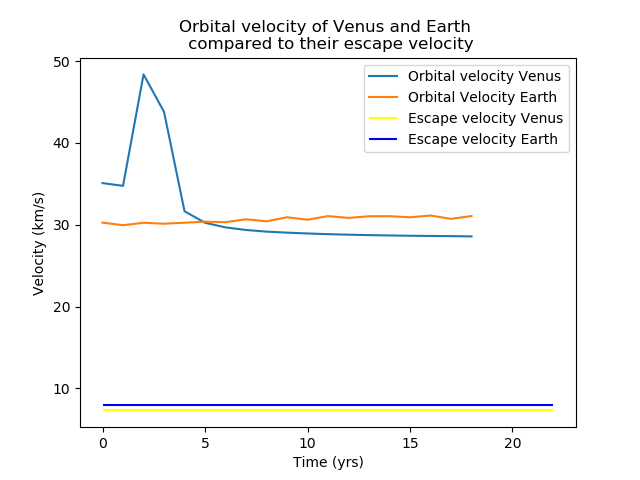 Orbital velocity of Venus and Earth
compared to their escape velocity
Orbital velocity Venus
Orbital Velocity Earth
Escape velocity Venus
Escape velocity Earth
Velocity (km/s)
50
40
30
20
10
0
5
10
15
20
Time (yrs)